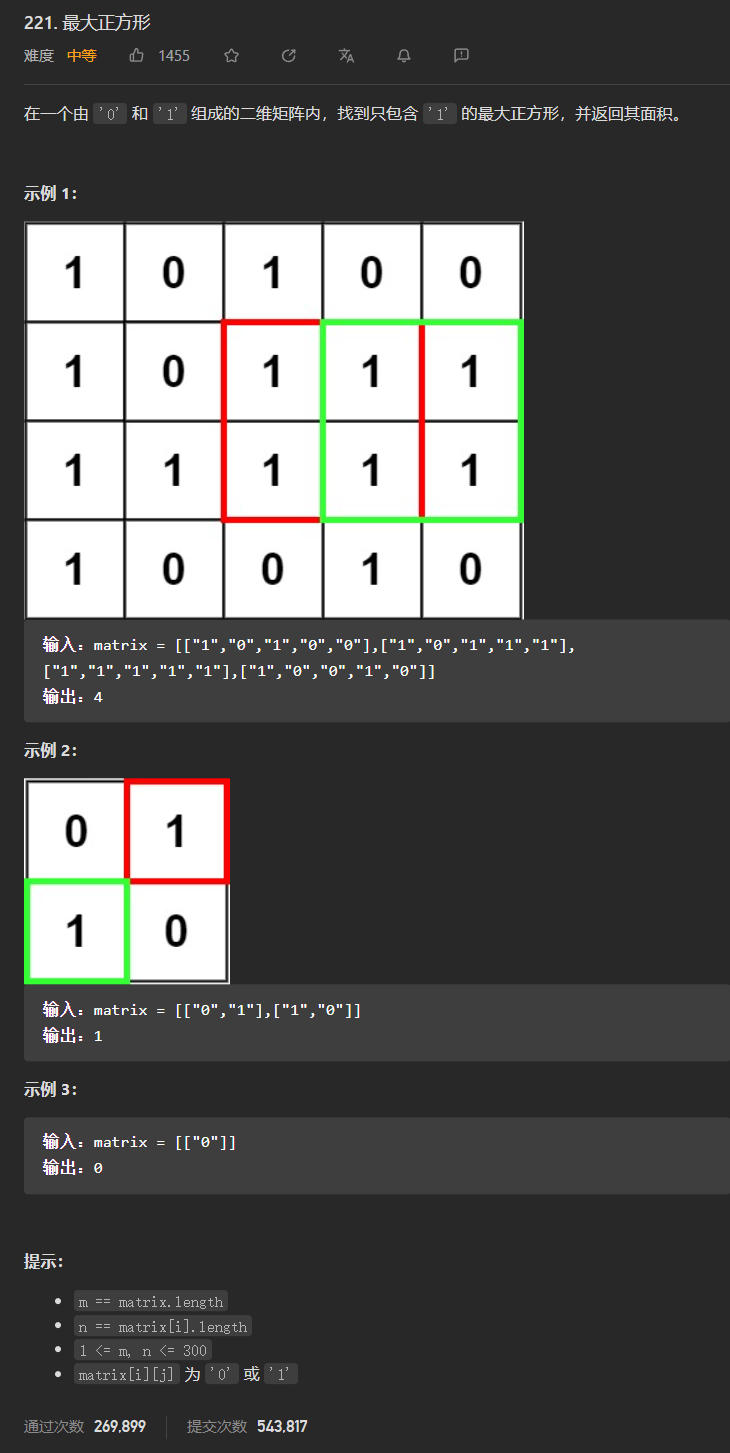 221. 最大正方形
难度 中等 1455
在一个由 '0' 和 '1' 组成的二维矩阵内，找到只包含 '1' 的最大正方形，并返回其面积。
示例 1：
1 0 1 0 0
1 0 1 1 1
1 1 1 1 1
1 0 0 1 0
输入：matrix = [["1","0","1","0","0"],["1","0","1","1","1"],
["1","1","1","1","1"],["1","0","0","1","0"]]
输出：4
示例 2：
0 1
1 0
输入：matrix = [["0","1"],["1","0"]]
输出：1
示例 3：
输入：matrix = [["0"]]
输出：0
提示：
• m == matrix.length
• n == matrix[i].length
• 1 <= m, n <= 300
• matrix[i][j] 为 '0' 或 '1'
通过次数 269,899 提交次数 543,817